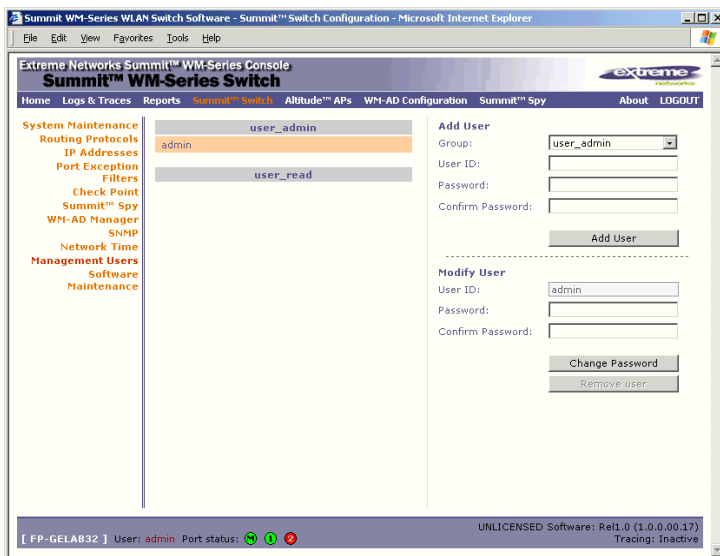 Summit WM-Series WLAN Switch Software - Summit™ Switch Configuration - Microsoft Internet Explorer
File Edit View Favorites Tools Help
Extreme Networks Summit™ WM-Series Console
Summit™ WM-Series Switch
extreme
networks
Home Logs & Traces Reports Summit™ Switch Altitude™ APs WM-AD Configuration Summit™ Spy About LOGOUT
System Maintenance
Routing Protocols
IP Addresses
Port Exception
Filters
Check Point
Summit™ Spy
WM-AD Manager
SNMP
Network Time
Management Users
Software
Maintenance
user_admin
admin
user_read
Add User
Group: user_admin
User ID:
Password:
Confirm Password:
Add User
Modify User
User ID: admin
Password:
Confirm Password:
Change Password
Remove user
[ FP-GELAB32 ] User: admin Port status: M 1 2
UNLICENSED Software: Rel1.0 (1.0.0.00.17)
Tracing: Inactive